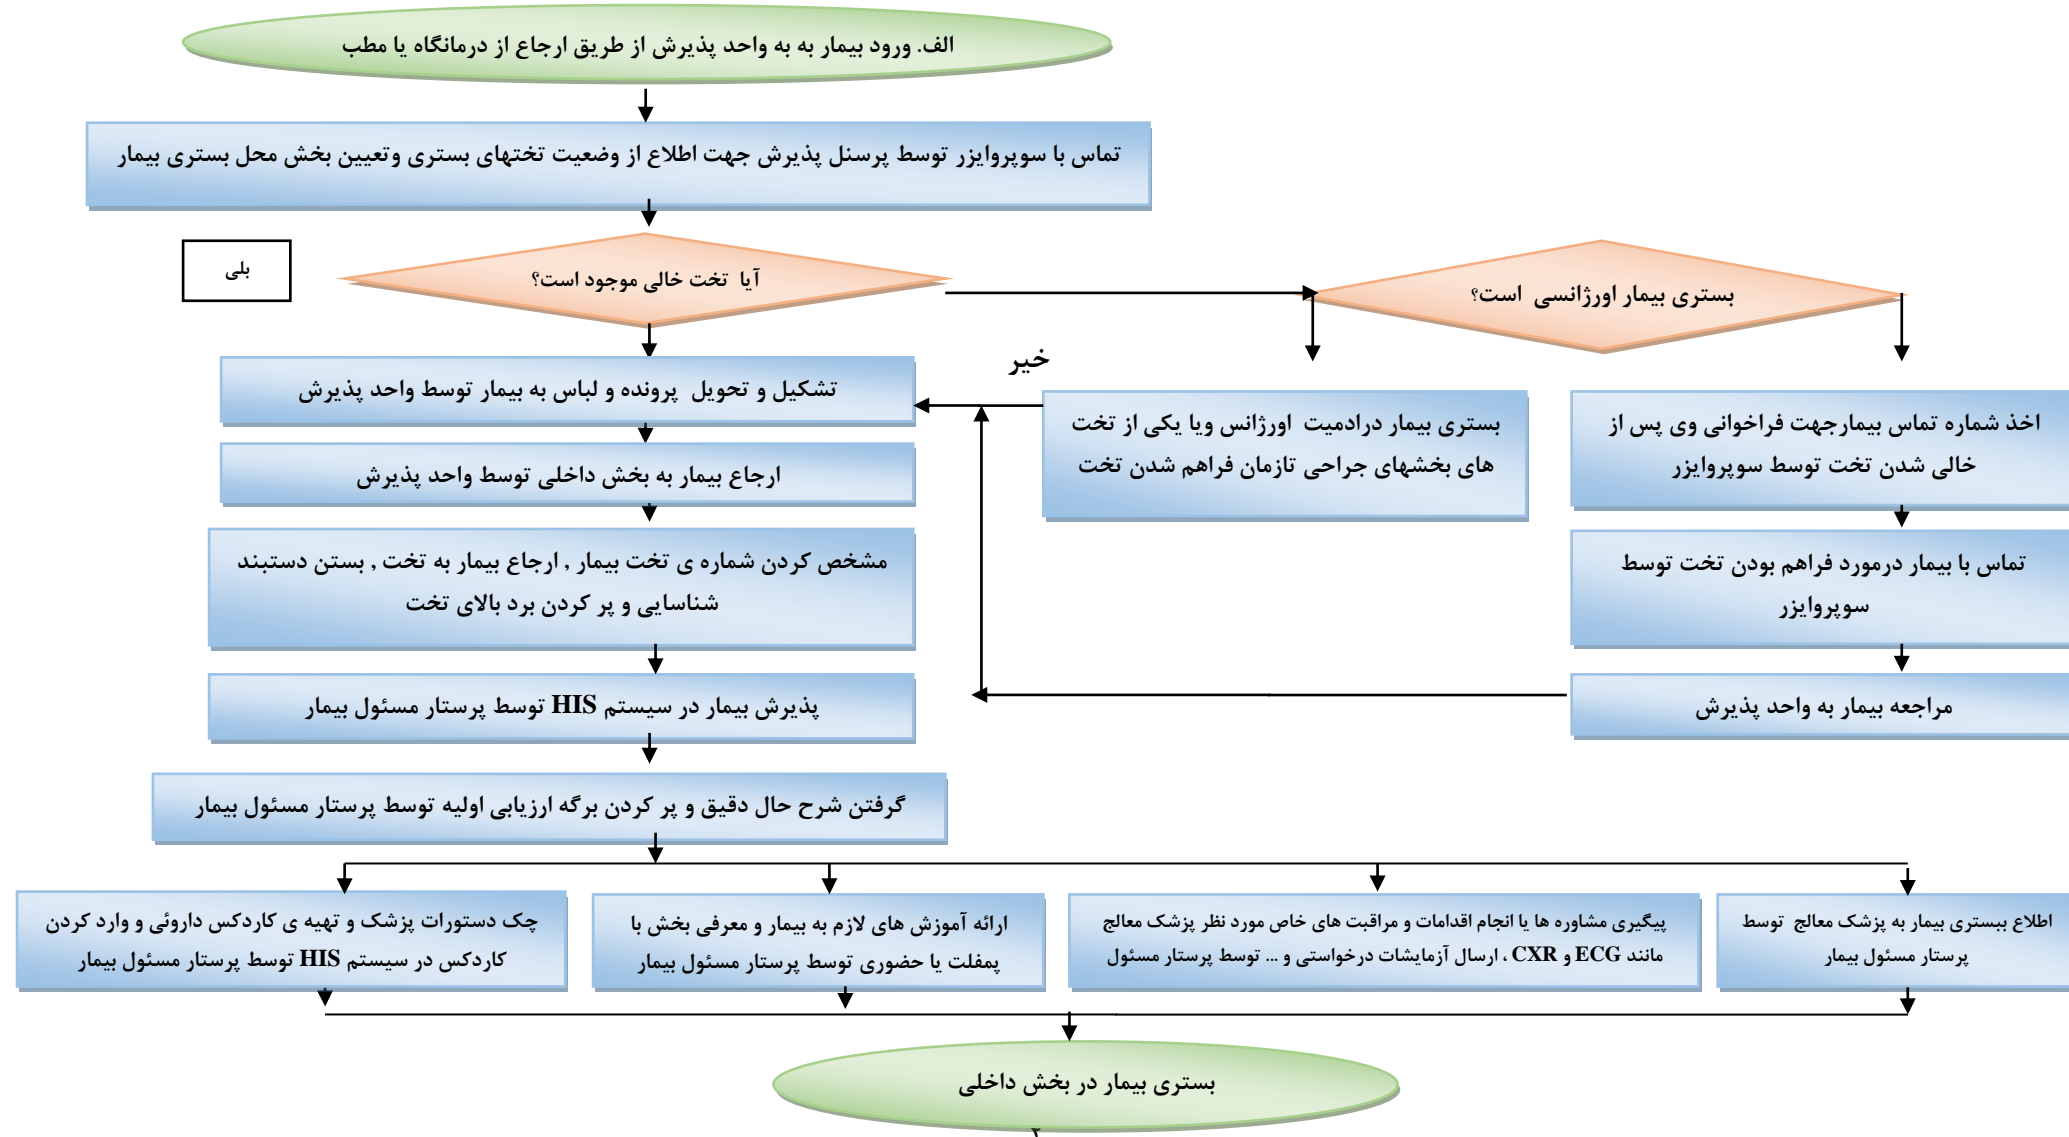 الف. ورود بیمار به به واحد پذیرش از طریق ارجاع از درمانگاه یا مطب
تماس با سوپروایزر توسط پرسنل پذیرش جهت اطلاع از وضعیت تختهای بستری وتعیین بخش محل بستری بیمار
بلی
آیا تخت خالی موجود است؟
بستری بیمار اورژانسی است؟
خیر
تشکیل و تحویل پرونده و لباس به بیمار توسط واحد پذیرش
بستری بیمار درادمیت اورژانس ویا یکی از تخت
های بخشهای جراحی تازمان فراهم شدن تخت
اخذ شماره تماس بیمارجهت فراخوانی وی پس از
خالی شدن تخت توسط سوپروایزر
ارجاع بیمار به بخش داخلی توسط واحد پذیرش
مشخص کردن شماره ی تخت بیمار , ارجاع بیمار به تخت , بستن دستبند
شناسایی و پر کردن برد بالای تخت
تماس با بیمار درمورد فراهم بودن تخت توسط
سوپروایزر
پذیرش بیمار در سیستم HIS توسط پرستار مسئول بیمار
مراجعه بیمار به واحد پذیرش
گرفتن شرح حال دقیق و پر کردن برگه ارزیابی اولیه توسط پرستار مسئول بیمار
اطلاع ببستری بیمار به پزشک معالج توسط
پرستار مسئول بیمار
پیگیری مشاوره ها یا انجام اقدامات و مراقبت های خاص مورد نظر پزشک معالج
مانند ECG و CXR ، ارسال آزمایشات درخواستی و ... توسط پرستار مسئول
ارائه آموزش های لازم به بیمار و معرفی بخش با
پمفلت یا حضوری توسط پرستار مسئول بیمار
چک دستورات پزشک و تهیه ی کاردکس داروئی و وارد کردن
کاردکس در سیستم HIS توسط پرستار مسئول بیمار
بستری بیمار در بخش داخلی
۲